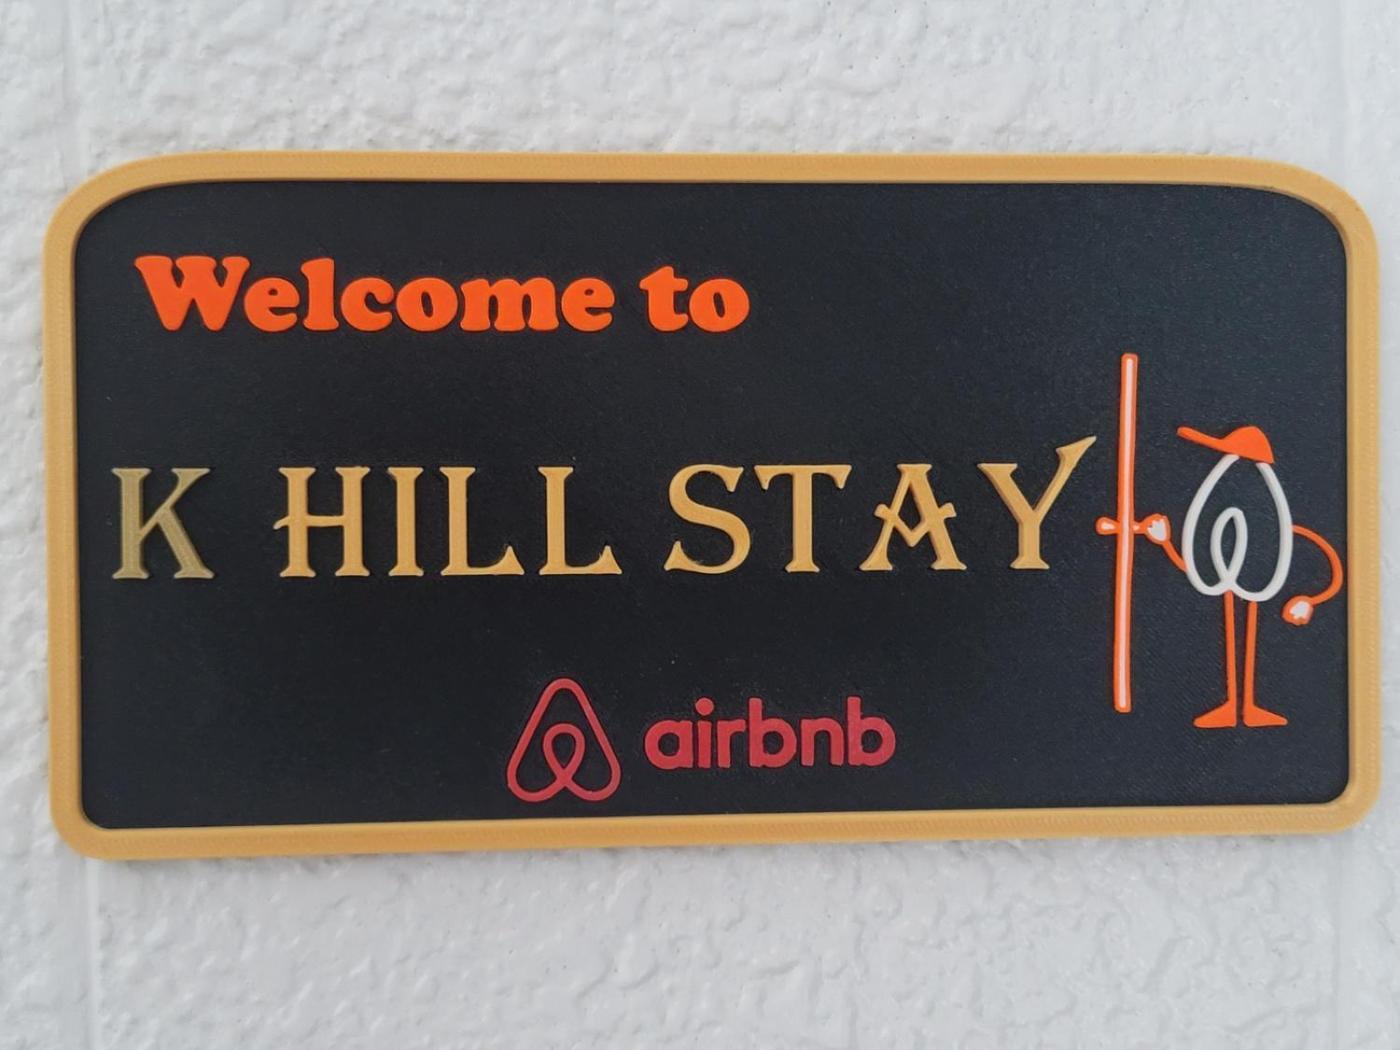 Welcome to
K HILL STAY
airbnb